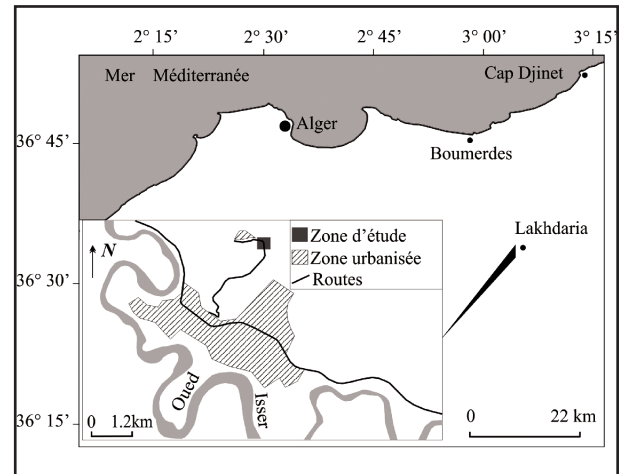 2° 15’ 2° 30’ 2° 45’ 3° 00’ 3° 15’
Mer Méditerranée
Cap Djinet
Alger
36° 45’
Boumerdes
Lakhdaria
N
Zone d’étude
Zone urbanisée
Routes
36° 30’
Oued
Isser
36° 15’
0 1.2km
0 22 km